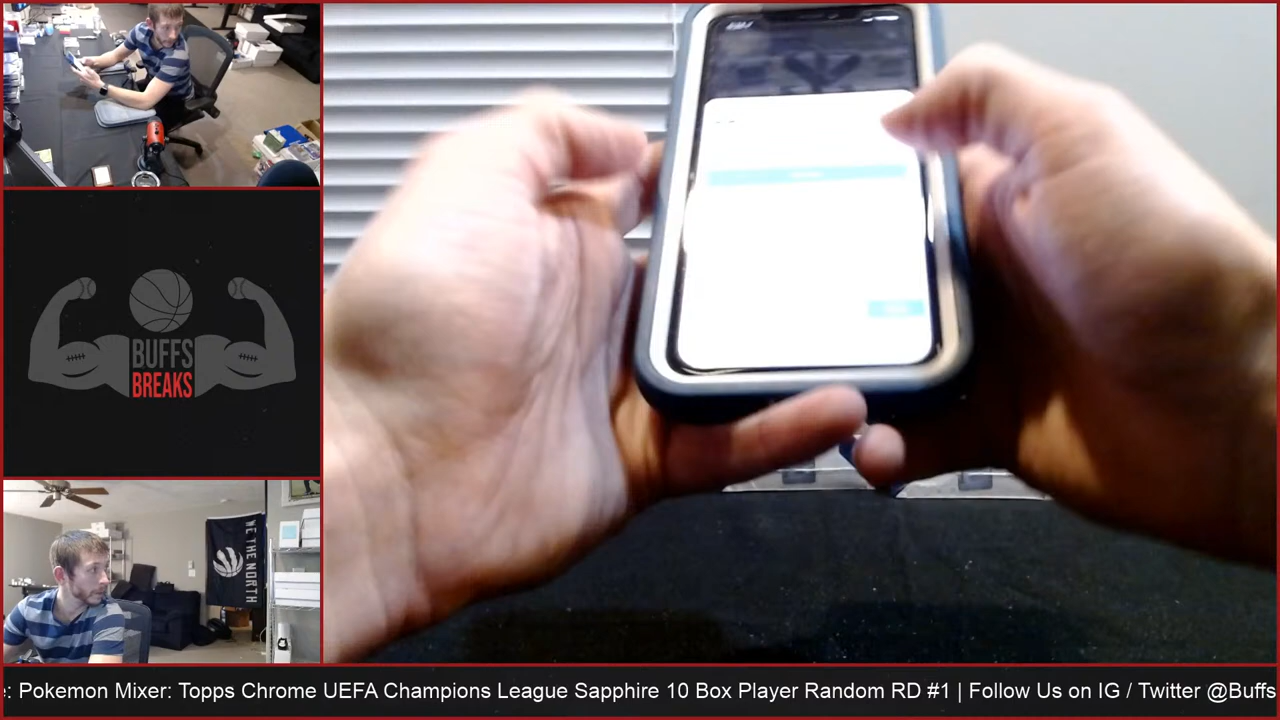 BUFFS
BREAKS
WE THE NORTH
e: Pokemon Mixer: Topps Chrome UEFA Champions League Sapphire 10 Box Player Random RD #1 | Follow Us on IG / Twitter @Buffs